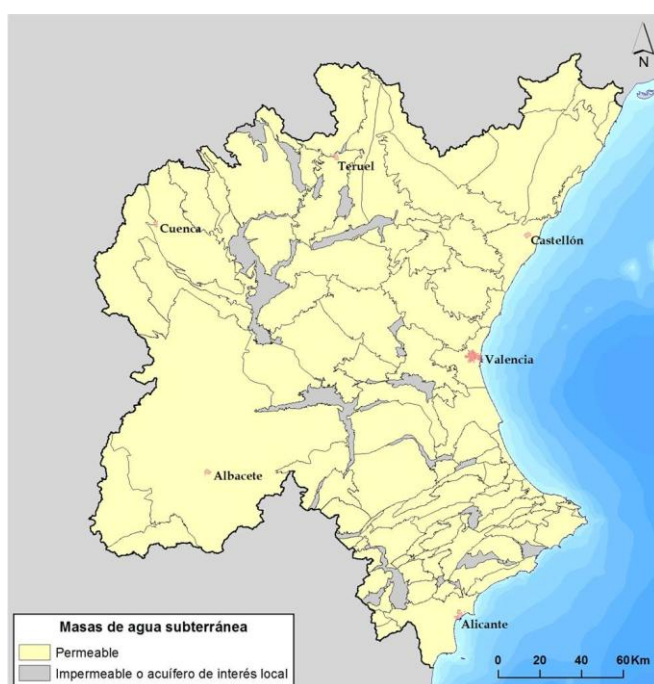 N
Teruel
Cuenca
Castellón
Valencia
Albacete
Alicante
Masas de agua subterránea
Permeable
Impermeable o acuífero de interés local
0 20 40 60 Km